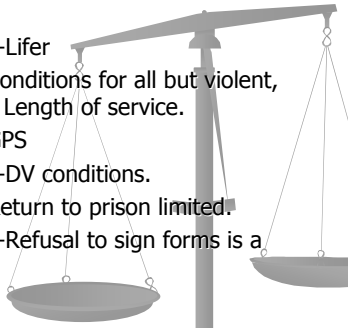 -Lifer
onditions for all but violent,
Length of service.
GPS
-DV conditions.
eturn to prison limited.
-Refusal to sign forms is a